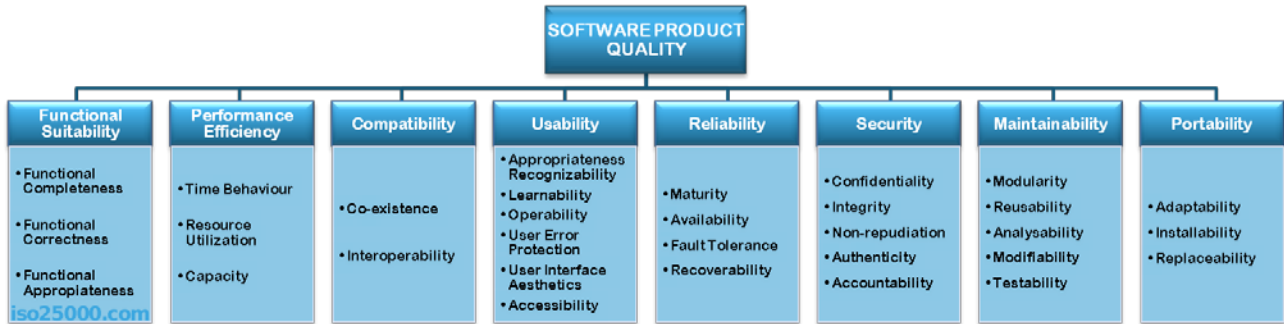 SOFTWARE PRODUCT
QUALITY
Functional
Suitability
• Functional
Completeness
• Functional
Correctness
• Functional
Appropiateness
iso25000.com
Performance
Efficiency
• Time Behaviour
• Resource
Utilization
• Capacity
Compatibility
• Co-existence
• Interoperability
Usability
• Appropriateness
Recognizability
• Learnability
• Operability
• User Error
Protection
• User Interface
Aesthetics
• Accessibility
Reliability
• Maturity
• Availability
• Fault Tolerance
• Recoverability
Security
• Confidentiality
• Integrity
• Non-repudiation
• Authenticity
• Accountability
Maintainability
• Modularity
• Reusability
• Analysability
• Modifiability
• Testability
Portability
• Adaptability
• Installability
• Replaceability